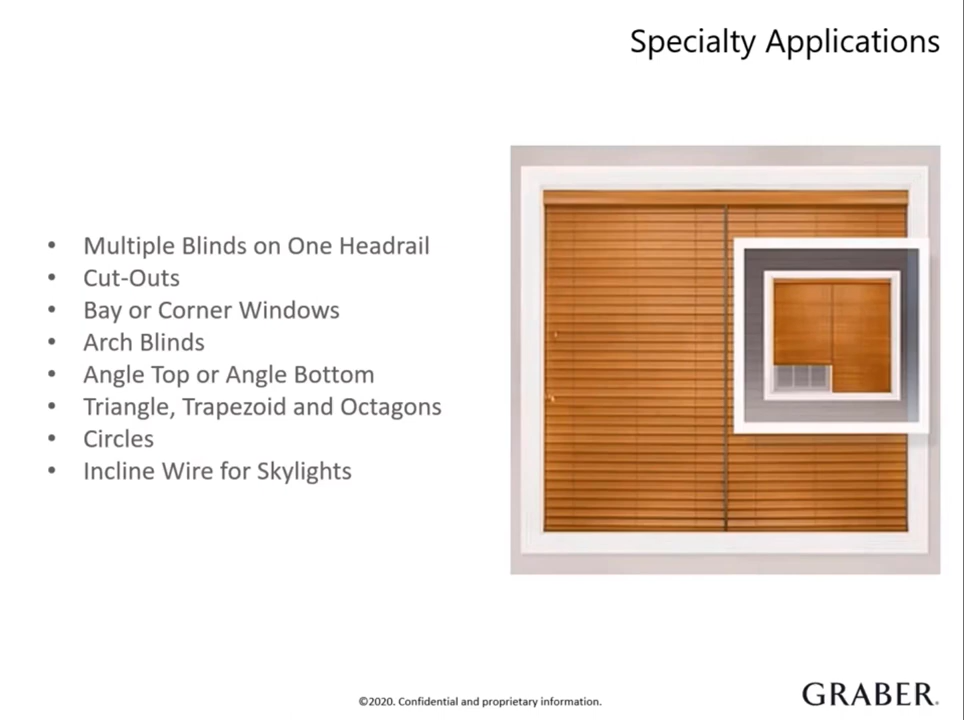 Specialty Applications
• Multiple Blinds on One Headrail
• Cut-Outs
• Bay or Corner Windows
• Arch Blinds
• Angle Top or Angle Bottom
• Triangle, Trapezoid and Octagons
• Circles
• Incline Wire for Skylights
©2020. Confidential and proprietary information.
GRABER.